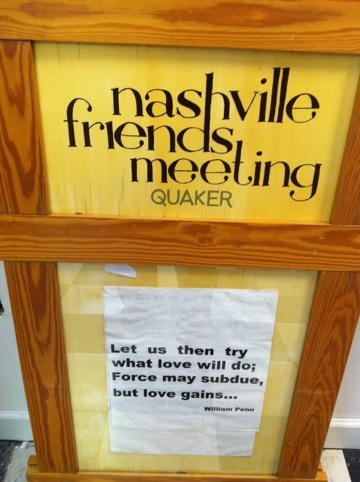 nashville
friends
meeting
QUAKER
Let us then try
what love will do;
Force may subdue,
but love gains...
William Penn